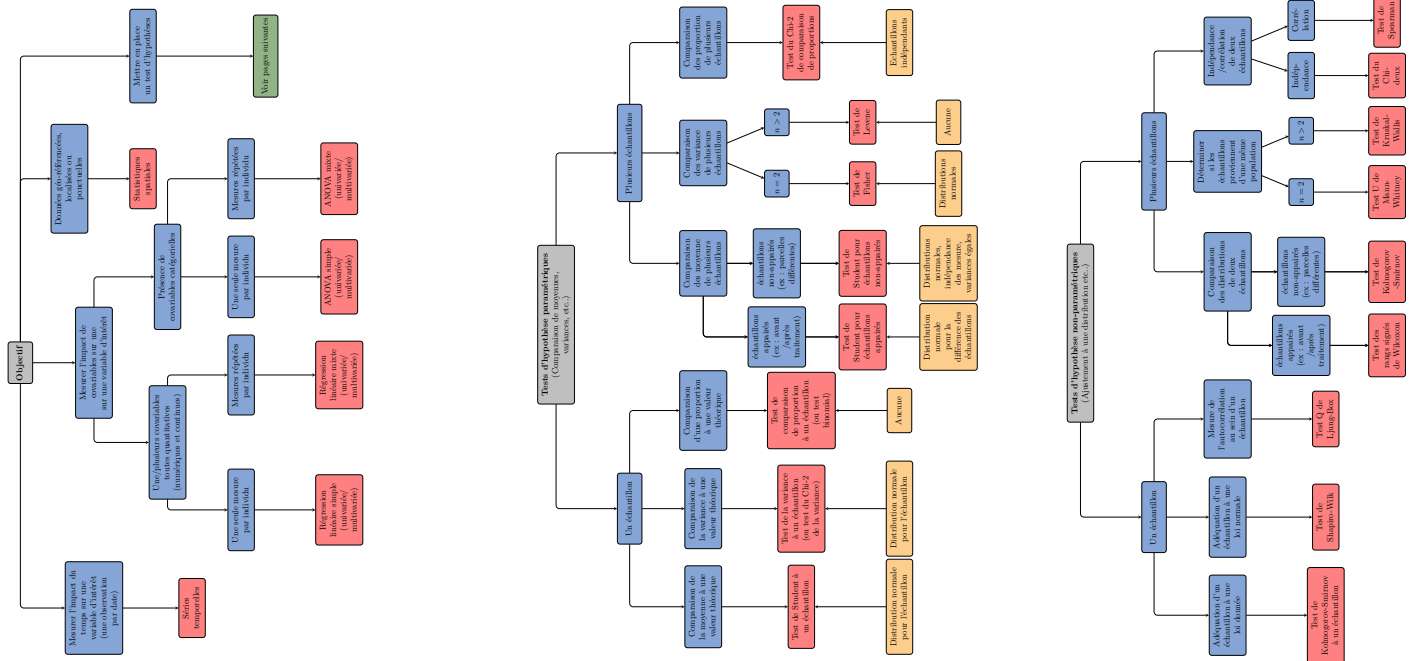 Objectif
Mesurer l'impact du
temps sur une
variable d'intérêt
(une observation
par date)
Séries
temporelles
Mesurer l'impact de
covariables sur une
sur une variable d'intérêt
Une/plusieurs covariables
toutes quantitatives
(numériques et continues)
Une seule mesure
par individu
Régression
linéaire simple
(univariée/
multivariée)
Mesures répétées
par individu
Régression
linéaire mixte
(univariée/
multivariée)
Présence de
covariables catégorielles
Une seule mesure
par individu
ANOVA simple
(univariée/
multivariée)
Mesures répétées
par individu
ANOVA mixte
(univariée/
multivariée)
Données géo-référencées,
localisées ou
ponctuelles
Statistiques
spatiales
Mettre en place
un test d'hypothèses
Voir pages suivantes
Tests d'hypothèse paramétriques
(Comparaison de moyennes,
variances, etc..)
Un échantillon
Comparaison de
la moyenne à une
valeur théorique
Test de Student à
un échantillon
Distribution normale
pour l'échantillon
Comparaison de
la variance à une
valeur théorique
Test de la variance
à un échantillon
(ou test du Chi-2
de la variance)
Distribution normale
pour l'échantillon
Comparaison
d'une proportion
à une valeur
théorique
Test de
comparaison
de proportion
à un échantillon
(ou test
binomial)
Aucune
Plusieurs échantillons
Comparaison
des moyenne
de plusieurs
échantillons
échantillons
appairés
(ex : avant
/après
traitement)
Test de
Student pour
échantillons
appairés
Distribution
normale
pour la
différence des
échantillons
échantillons
non-appairés
(ex : parcelles
différentes)
Test de
Student pour
échantillons
non-appairés
Distributions
normales,
indépendance
des mesure,
variances égales
Comparaison
des variance
de plusieurs
échantillons
n = 2
Test de
Fisher
Distributions
normales
n > 2
Test de
Levene
Aucune
Comparaison
des proportion
de plusieurs
échantillons
Test du Chi-2
de comparaison
de proportions
Echantillons
indépendants
Tests d'hypothèse non-paramétriques
(Ajustement à une distribution etc..)
Un échantillon
Adéquation d'un
échantillon à une
loi donnée
Test de
Kolmogorov-Smirnov
à un échantillon
Adéquation d'un
échantillon à une
loi normale
Test de
Shapiro-Wilk
Mesure de
l'autocorrélation
au sein d'un
échantillon
Test Q de
Ljung-Box
Plusieurs échantillons
Comparaison
des distributions
de deux
échantillons
échantillons
appairés
(ex : avant
/après
traitement)
Test des
rangs signés
de Wilcoxon
échantillons
non-appairés
(ex : parcelles
différentes)
Test de
Kolmogorov
-Smirnov
Déterminer
si les
échantillons
proviennent
d'une même
population
n = 2
Test U de
Mann-
Whitney
n > 2
Test de
Kruskal-
Wallis
Indépendance
/corrélation
de deux
échantillons
Indép-
endance
Test du
Chi-
deux
Corré-
lation
Test de
Spearman